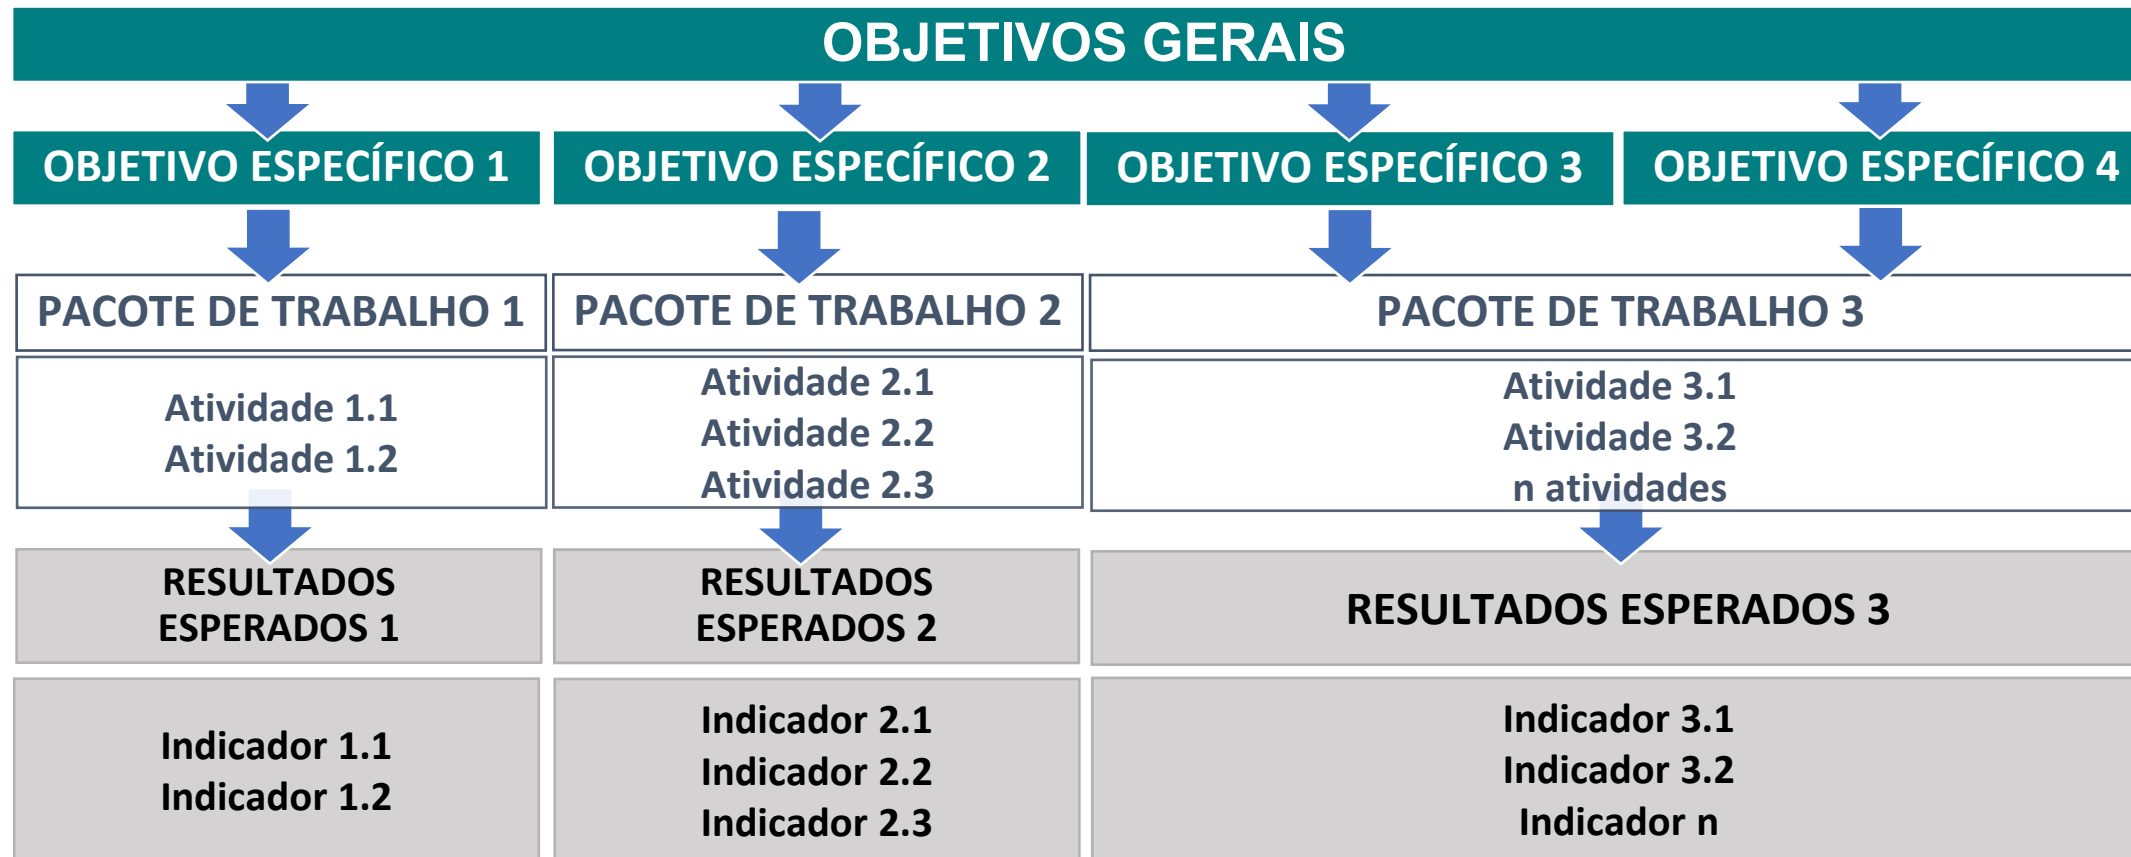 OBJETIVOS GERAIS
OBJETIVO ESPECÍFICO 1
OBJETIVO ESPECÍFICO 2
OBJETIVO ESPECÍFICO 3
OBJETIVO ESPECÍFICO 4
PACOTE DE TRABALHO 1
PACOTE DE TRABALHO 2
PACOTE DE TRABALHO 3
Atividade 1.1
Atividade 1.2
Atividade 2.1
Atividade 2.2
Atividade 2.3
Atividade 3.1
Atividade 3.2
n atividades
RESULTADOS
ESPERADOS 1
RESULTADOS
ESPERADOS 2
RESULTADOS ESPERADOS 3
Indicador 1.1
Indicador 1.2
Indicador 2.1
Indicador 2.2
Indicador 2.3
Indicador 3.1
Indicador 3.2
Indicador n